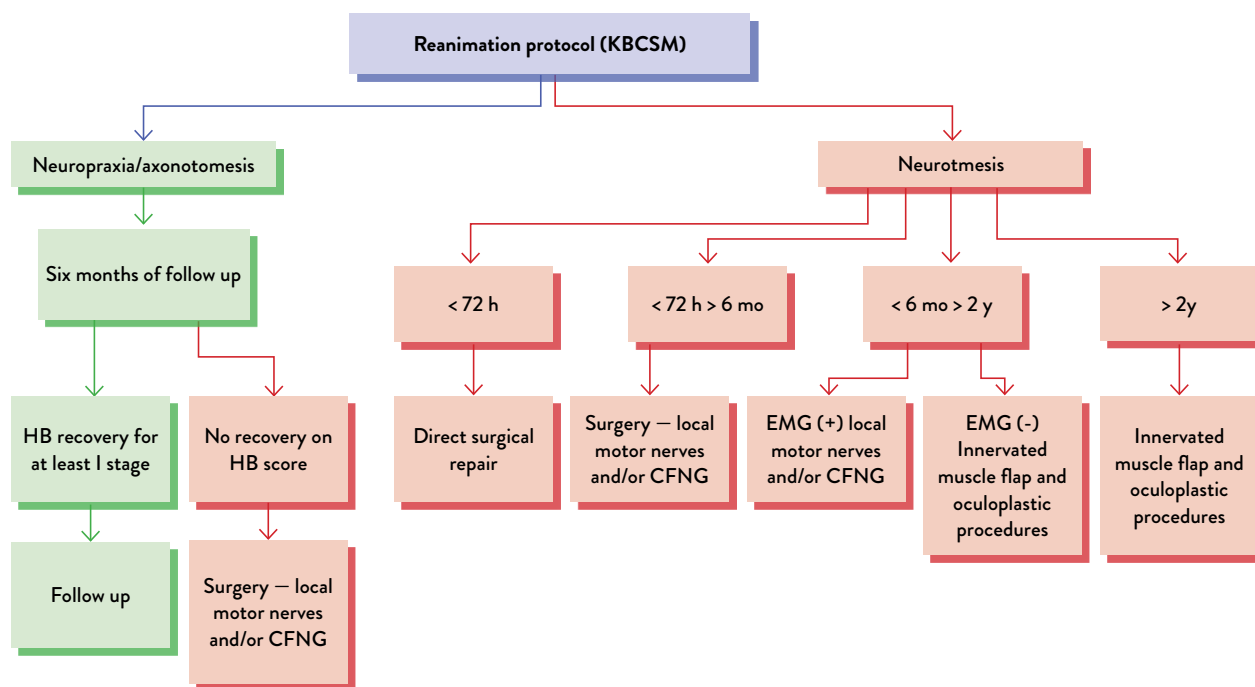 Reanimation protocol (KBCSM)
Neuropraxia/axonotomesis
Neurotmesis
Six months of follow up
< 72 h
< 72 h > 6 mo
< 6 mo > 2 y
> 2y
HB recovery for
at least I stage
No recovery on
HB score
Direct surgical
repair
Surgery — local
motor nerves
and/or CFNG
EMG (+) local
motor nerves
and/or CFNG
EMG (-)
Innervated
muscle flap and
oculoplastic
procedures
Innervated
muscle flap and
oculoplastic
procedures
Follow up
Surgery — local
motor nerves
and/or CFNG